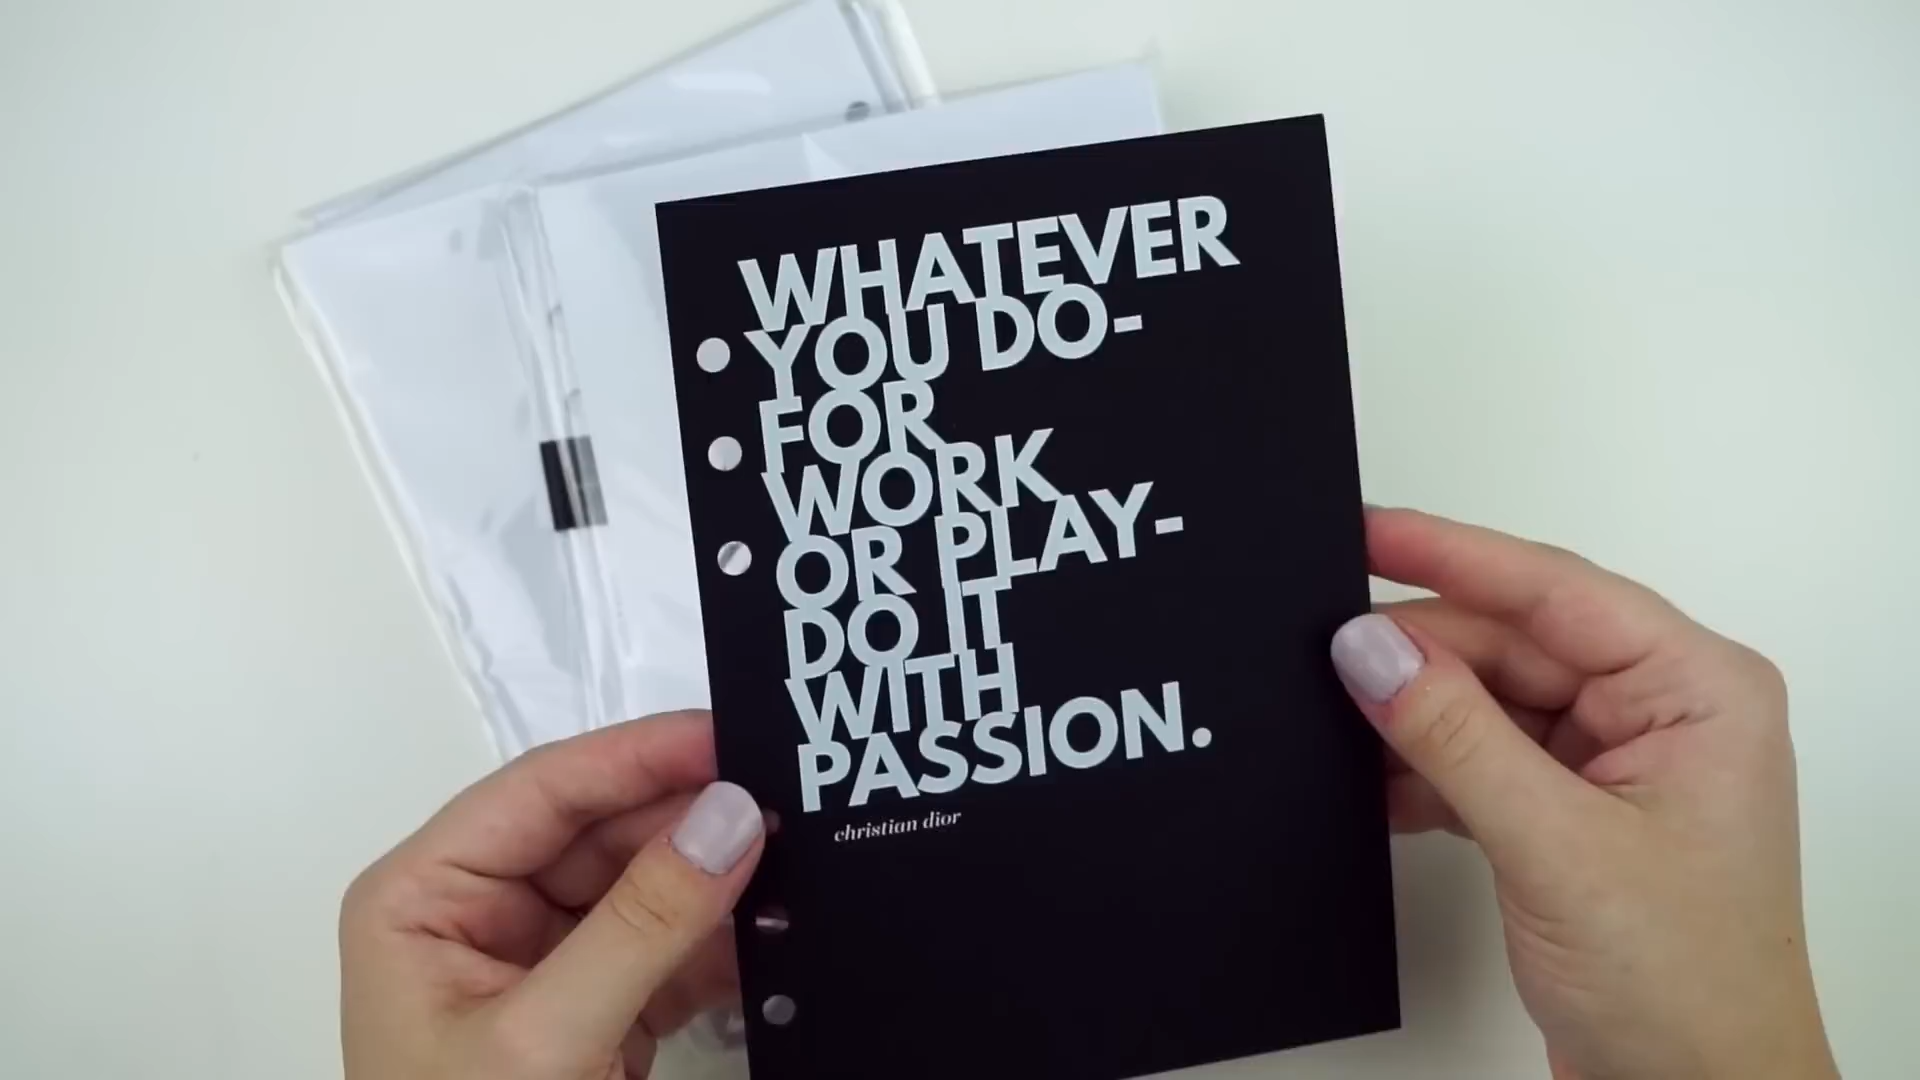 WHATEVER
YOU DO-
FOR
WORK
OR PLAY-
DO IT
WITH
PASSION.
christian dior